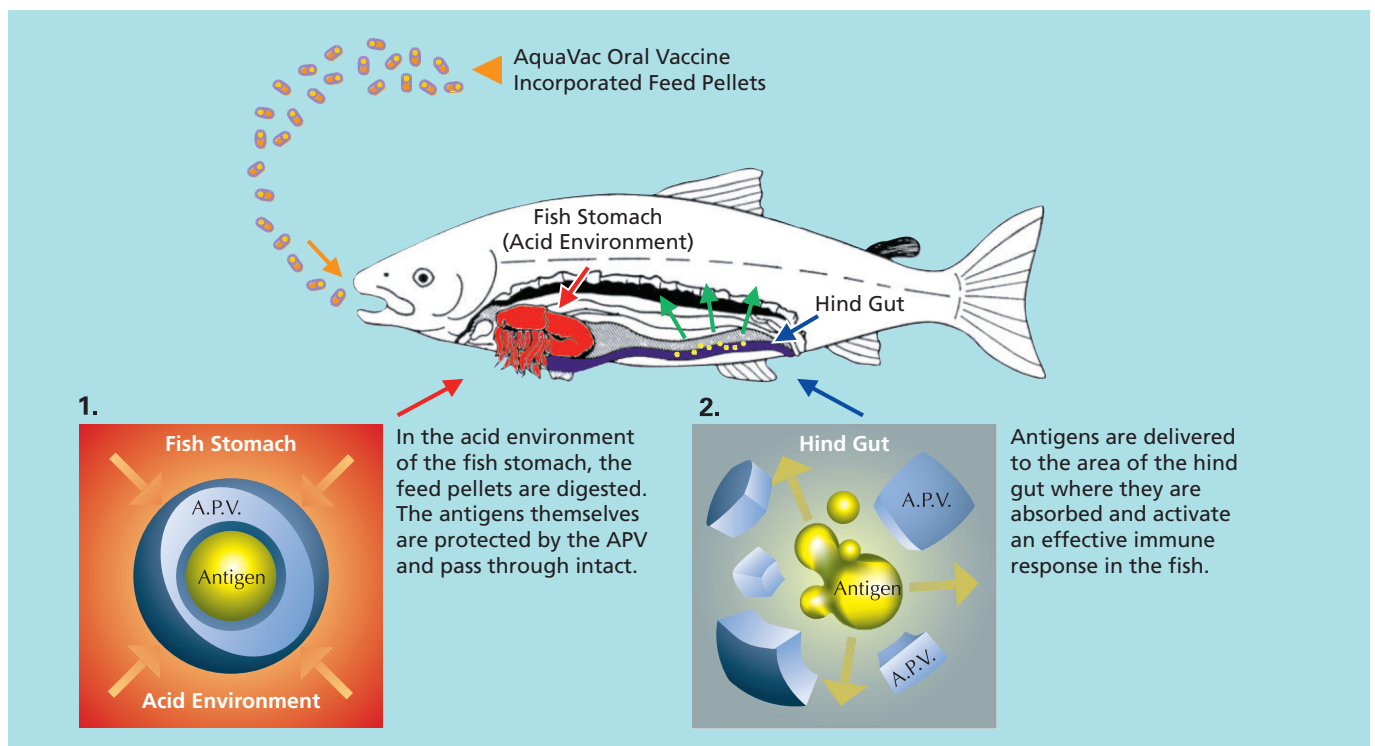 AquaVac Oral Vaccine
Incorporated Feed Pellets
Fish Stomach
(Acid Environment)
Hind Gut
1.
Fish Stomach
A.P.V.
Antigen
Acid Environment
In the acid environment
of the fish stomach, the
feed pellets are digested.
The antigens themselves
are protected by the APV
and pass through intact.
2.
Hind Gut
A.P.V.
Antigen
A.P.V.
Antigens are delivered
to the area of the hind
gut where they are
absorbed and activate
an effective immune
response in the fish.